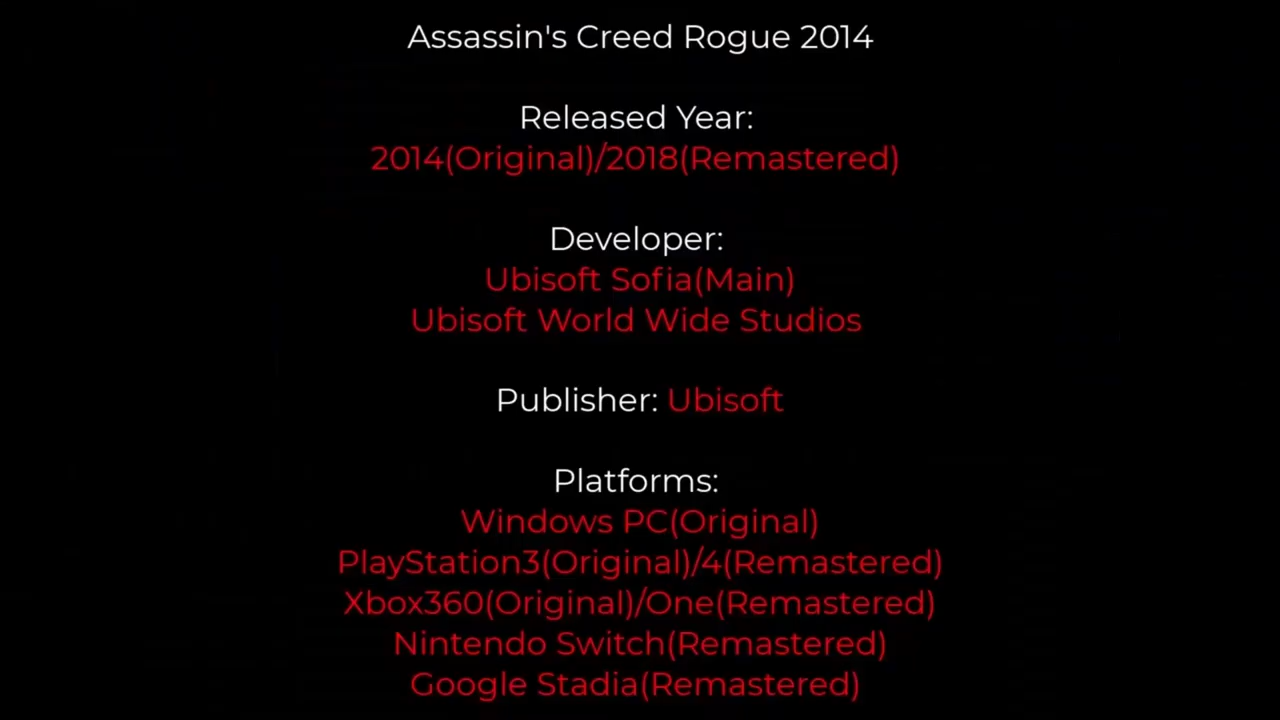 Assassin's Creed Rogue 2014
Released Year:
2014(Original)/2018(Remastered)
Developer:
Ubisoft Sofia(Main)
Ubisoft World Wide Studios
Publisher: Ubisoft
Platforms:
Windows PC(Original)
PlayStation3(Original)/4(Remastered)
Xbox360(Original)/One(Remastered)
Nintendo Switch(Remastered)
Google Stadia(Remastered)